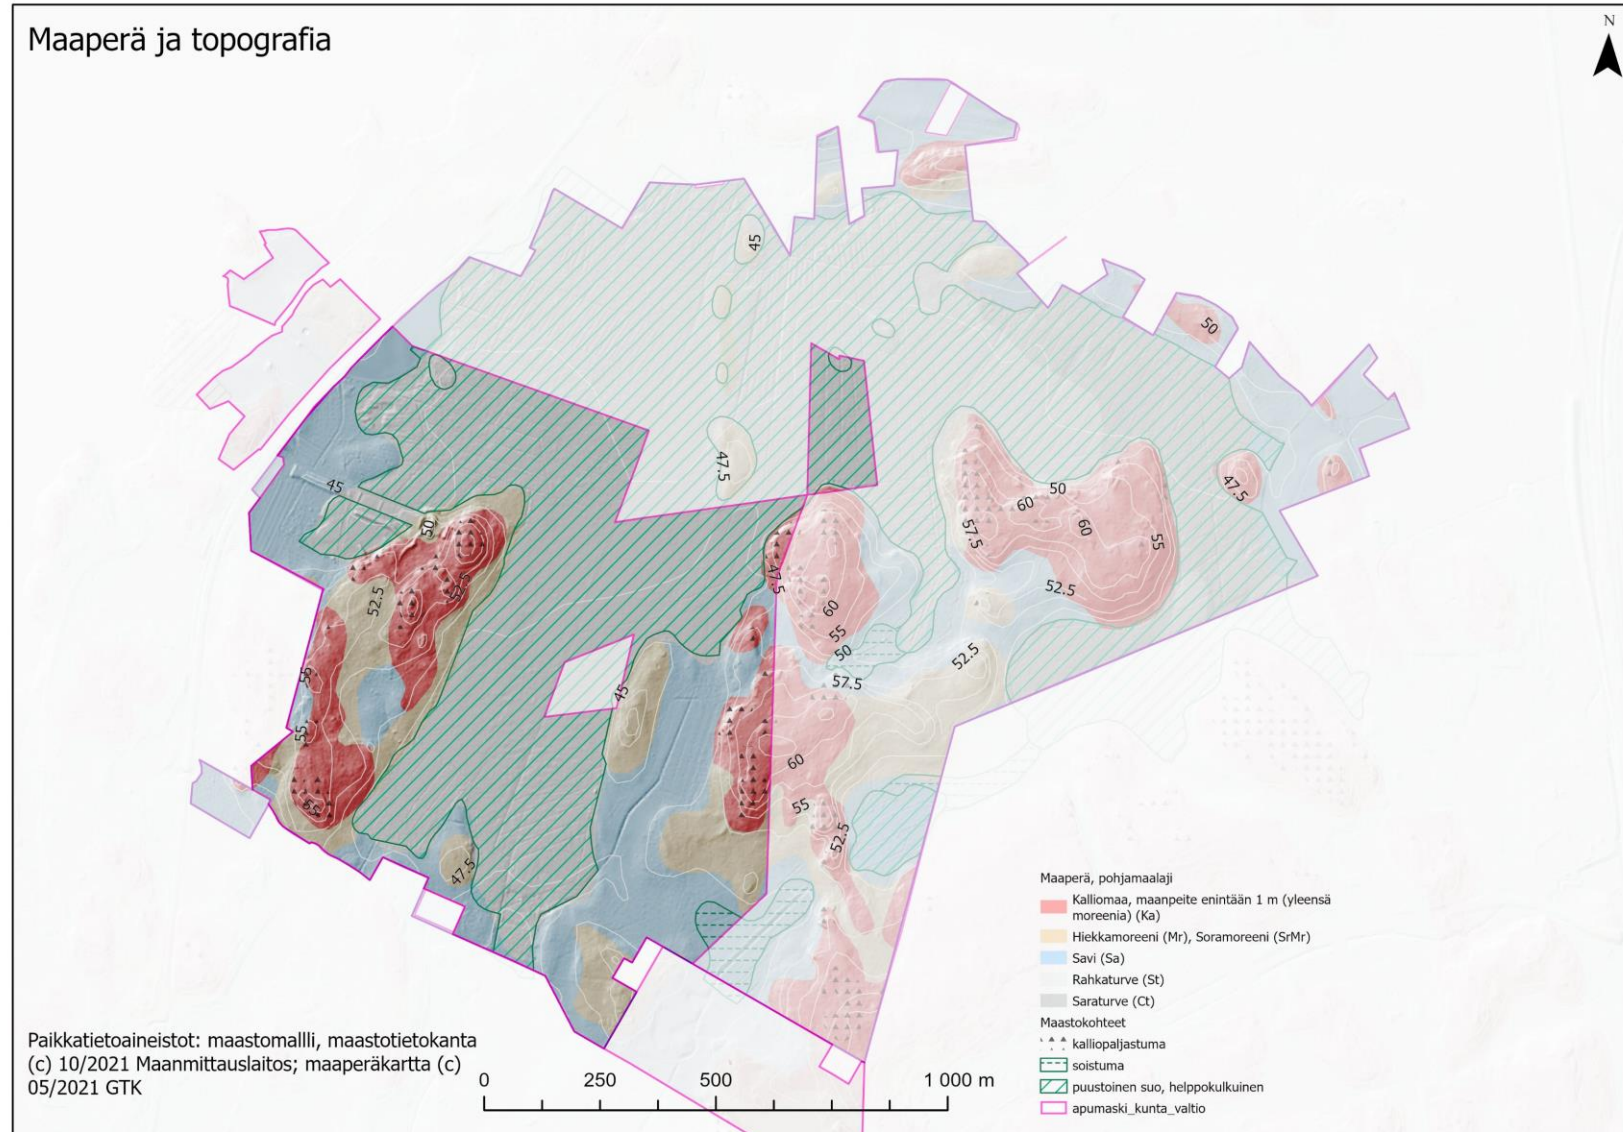 Maaperä ja topografia
N
45
50
47.5
50
60
60
57.5
55
47.5
45
50
52.5
52.5
47.5
60
55
50
52.5
52.5
57.5
55
45
55
60
55
55
52.5
47.5
Maaperä, pohjamaalaji
Kalliomaa, maanpeite enintään 1 m (yleensä
moreenia) (Ka)
Hiekkamoreeni (Mr), Soramoreeni (SrMr)
Savi (Sa)
Rahkaturve (St)
Saraturve (Ct)
Maastokohteet
kalliopaljastuma
soistuma
puustoinen suo, helppokulkuinen
apumaski_kunta_valtio
Paikkatietoaineistot: maastomallli, maastotietokanta
(c) 10/2021 Maanmittauslaitos; maaperäkartta (c)
05/2021 GTK
0 250 500 1 000 m